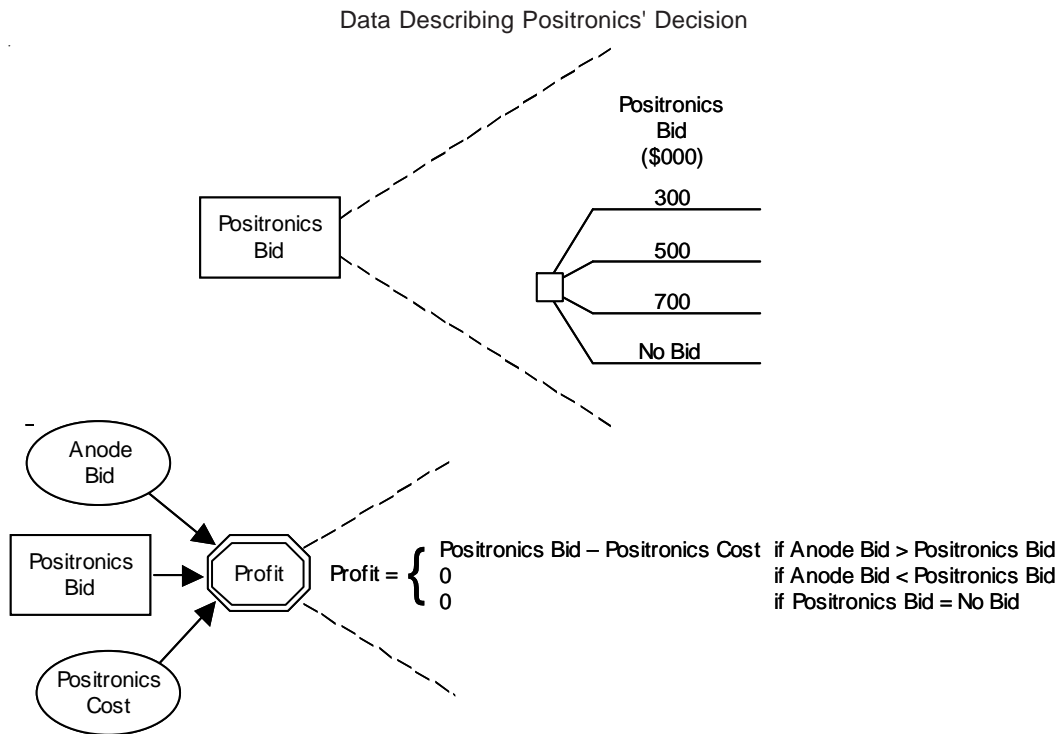 Data Describing Positronics' Decision
Positronics
Bid
($000)
300
500
700
No Bid
Positronics
Bid
Anode
Bid
Positronics
Bid
Positronics
Cost
Profit
Profit = { Positronics Bid – Positronics Cost if Anode Bid > Positronics Bid
0 if Anode Bid < Positronics Bid
0 if Positronics Bid = No Bid